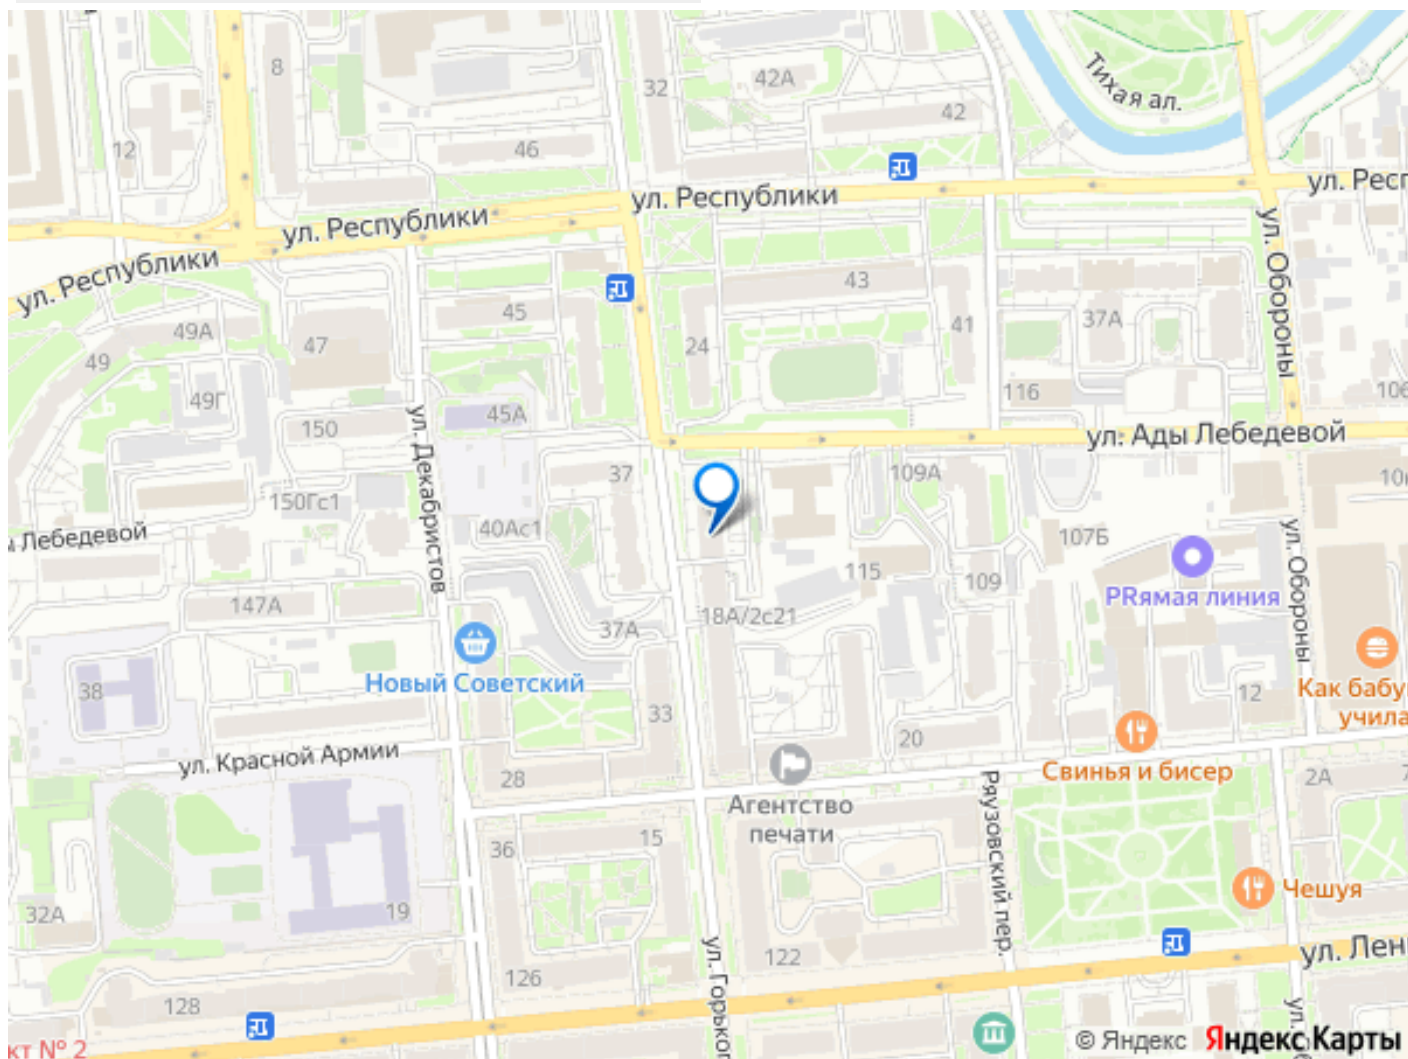 8
32
42А
Тихая ал.
42
12
46
ул. Республики
ул. Респ
ул. Республики
ул. Республики
ул. Обороны
43
45
49А
47
24
41
37А
49
49Г
45А
116
106
150
ул. Декабристов
ул. Ады Лебедевой
37
109А
150Гс1
40Ас1
Лебедевой
107Б
ул. Обороны
115
109
147А
PRямая линия
18А/2с21
37А
Новый Советский
38
33
12
Как бабу
учила
20
ул. Красной Армии
28
Свинья и бисер
2А
Ряузовский пер.
Агентство
печати
36
15
Чешуя
32А
19
ул. Горького
122
ул. Лен
126
128
кт № 2
© Яндекс Яндекс Карты